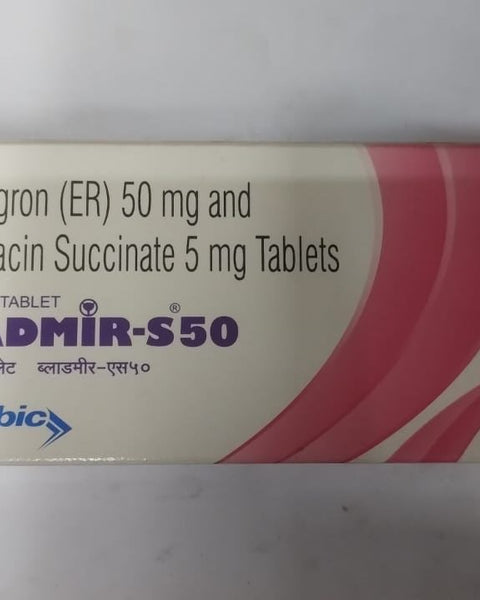 gron (ER) 50 mg and
acin Succinate 5 mg Tablets
TABLET
ADMIR-S50 ®
लेट ब्लाडमीर-एस५०
bic